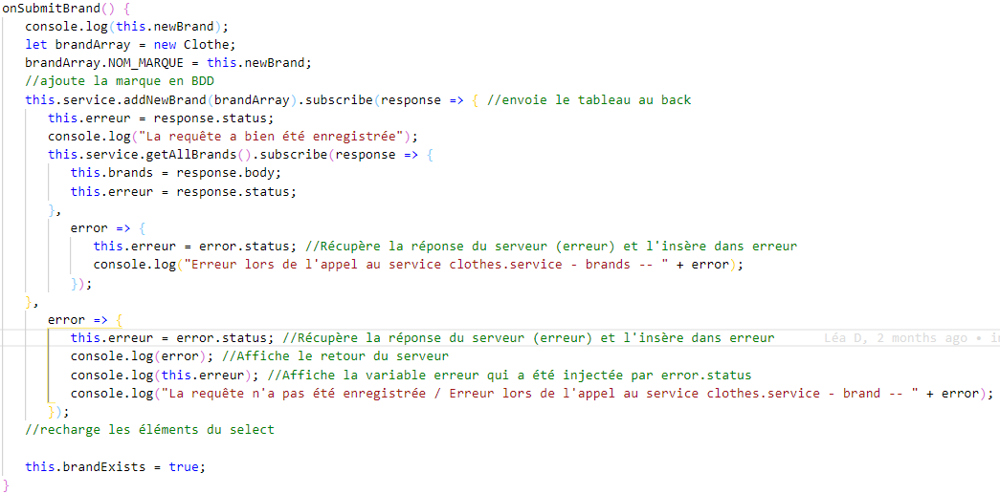 onSubmitBrand() {
console.log(this.newBrand);
let brandArray = new Clothe;
brandArray.NOM_MARQUE = this.newBrand;
//ajoute la marque en BDD
this.service.addNewBrand(brandArray).subscribe(response => { //envoie le tableau au back
this.erreur = response.status;
console.log("La requête a bien été enregistrée");
this.service.getAllBrands().subscribe(response => {
this.brands = response.body;
this.erreur = response.status;
},
error => {
this.erreur = error.status; //Récupère la réponse du serveur (erreur) et l'insère dans erreur
console.log("Erreur lors de l'appel au service clothes.service - brands -- " + error);
});
},
error => {
this.erreur = error.status; //Récupère la réponse du serveur (erreur) et l'insère dans erreur Léa D, 2 months ago •
console.log(error); //Affiche le retour du serveur
console.log(this.erreur); //Affiche la variable erreur qui a été injectée par error.status
console.log("La requête n'a pas été enregistrée / Erreur lors de l'appel au service clothes.service - brand -- " + error);
});
//recharge les éléments du select
this.brandExists = true;
}